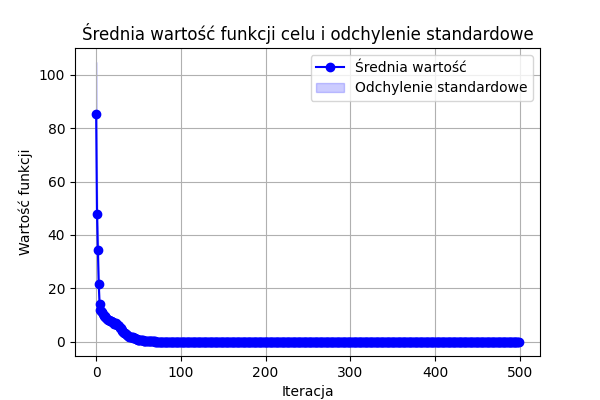 Średnia wartość funkcji celu i odchylenie standardowe
Średnia wartość
Odchylenie standardowe
Wartość funkcji
100
80
60
40
20
0
0 100 200 300 400 500
Iteracja